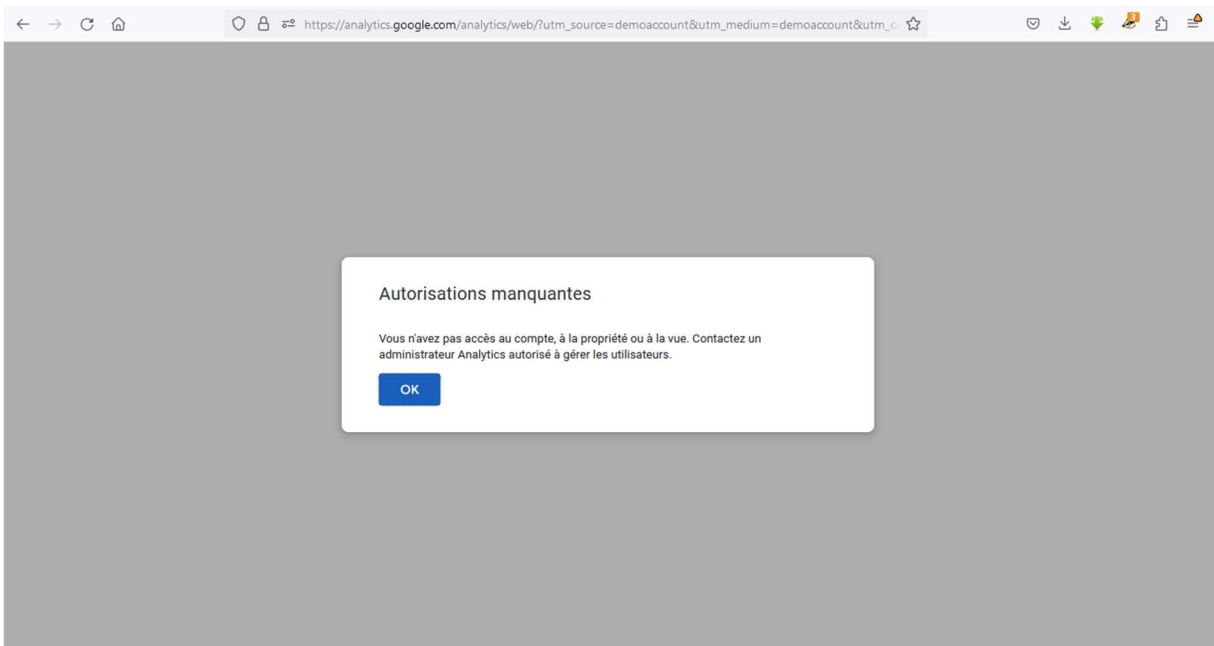 https://analytics.google.com/analytics/web/?utm_source=demoaccount&utm_medium=demoaccount&utm_c
3
Autorisations manquantes
Vous n'avez pas accès au compte, à la propriété ou à la vue. Contactez un
administrateur Analytics autorisé à gérer les utilisateurs.
OK